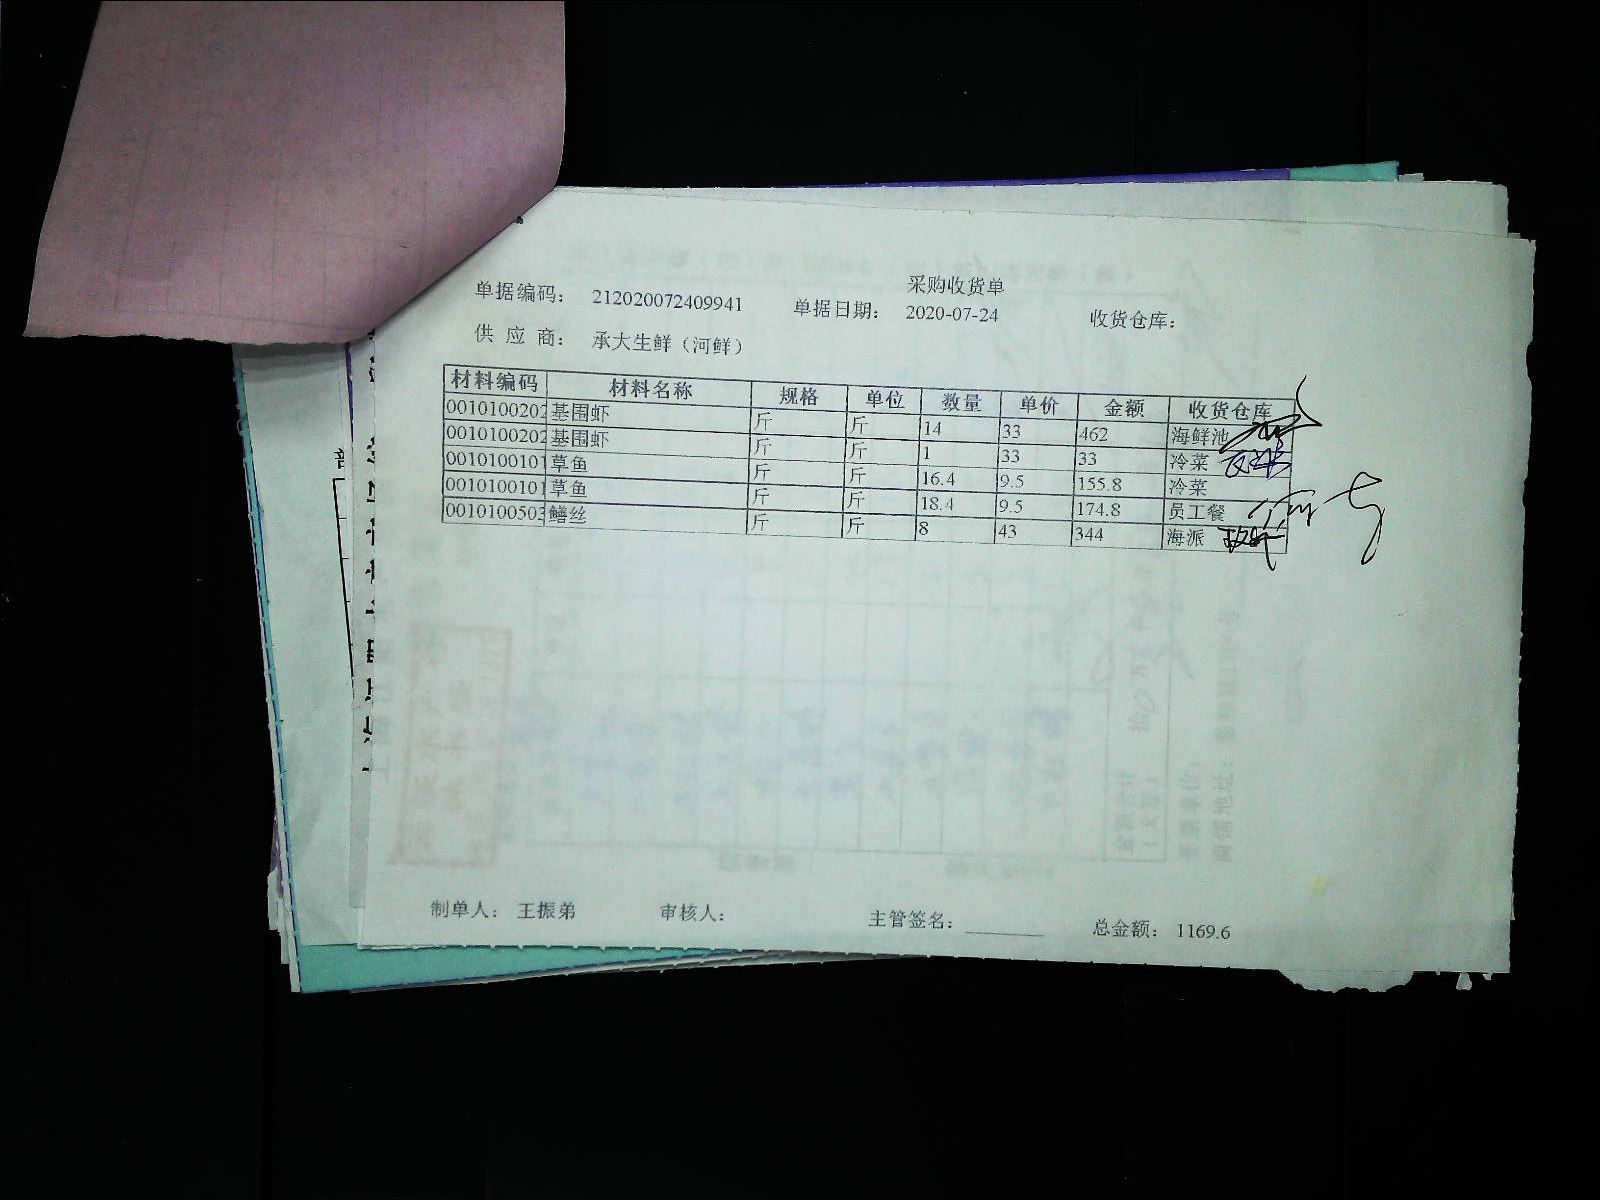 采购收货单
单据编码： 212020072409941 单据日期： 2020-07-24 收货仓库：
供 应 商： 承大生鲜（河鲜）
材料编码 材料名称 规格 单位 数量 单价 金额 收货仓库
0010100202 基围虾 斤 斤 14 33 462 海鲜池
0010100202 基围虾 斤 斤 1 33 33 冷菜
0010100101 草鱼 斤 斤 16.4 9.5 155.8 冷菜
0010100101 草鱼 斤 斤 18.4 9.5 174.8 员工餐
0010100503 鳝丝 斤 斤 8 43 344 海派
制单人： 王振弟 审核人： 主管签名： 总金额： 1169.6